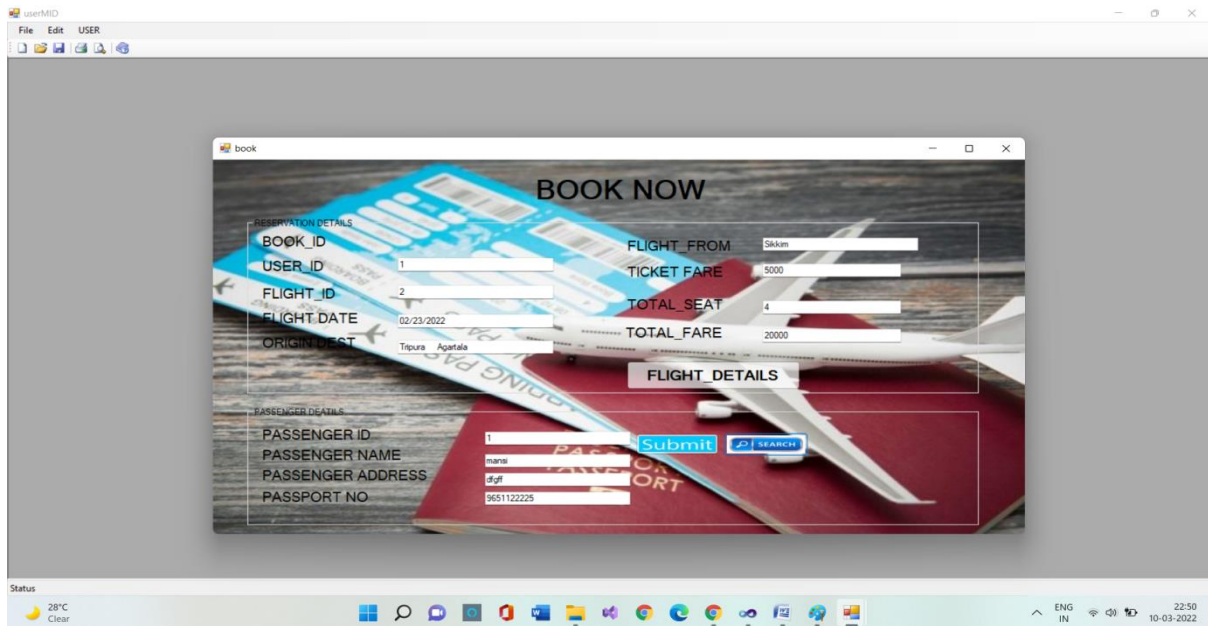 userMID
File Edit USER
book
BOOK NOW
RESERVATION DETAILS
BOOK_ID
USER_ID 1
FLIGHT_ID 2
FLIGHT DATE 02/23/2022
ORIGIN DEST Tripura Agartala
FLIGHT_FROM Sikkim
TICKET FARE 5000
TOTAL_SEAT 4
TOTAL_FARE 20000
FLIGHT_DETAILS
PASSENGER DEATILS
PASSENGER ID 1
PASSENGER NAME mansi
PASSENGER ADDRESS dfgff
PASSPORT NO 9651122225
Submit SEARCH
Status
28°C
Clear
ENG
IN
22:50
10-03-2022